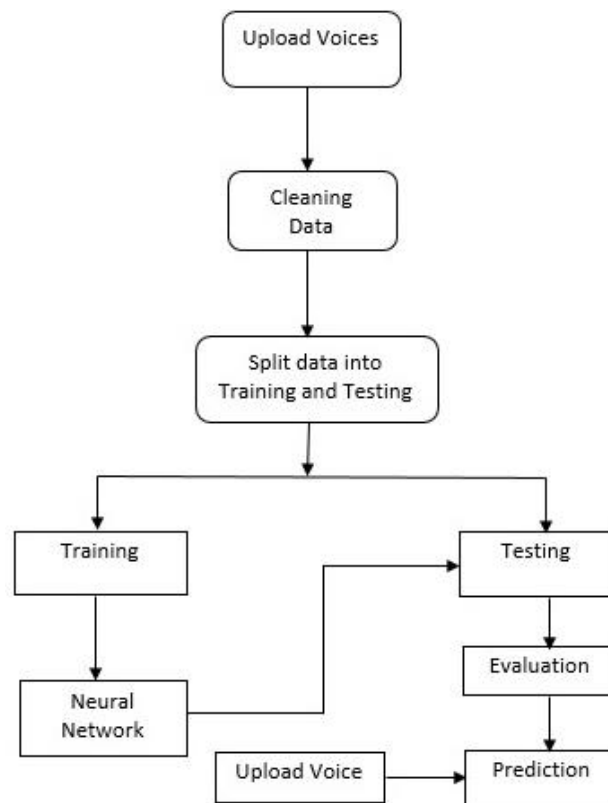 Upload Voices
Cleaning
Data
Split data into
Training and Testing
Training
Testing
Evaluation
Neural
Network
Upload Voice
Prediction